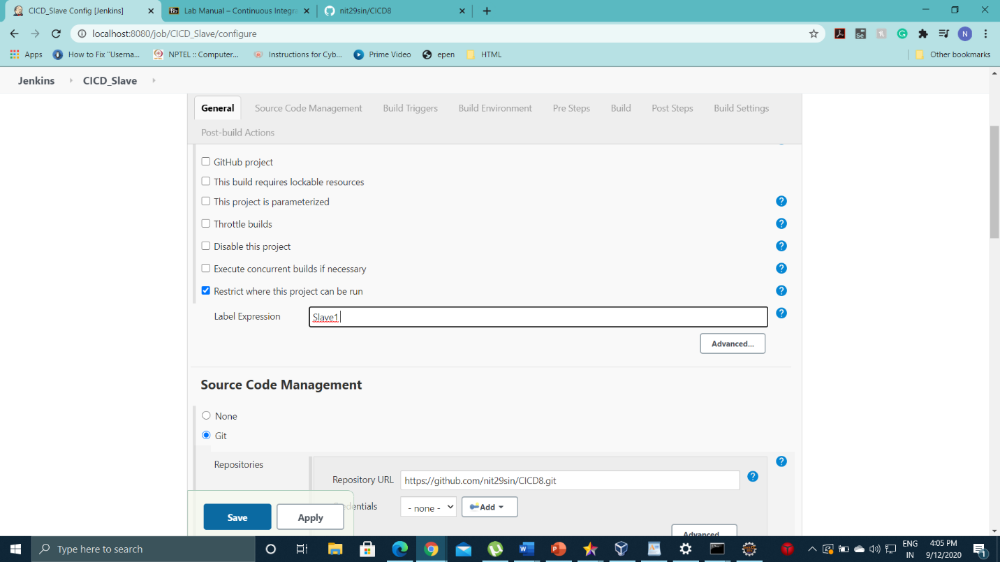 CICD_Slave Config [Jenkins]
Bb Lab Manual – Continuous Integra
nit29sin/CICD8
localhost:8080/job/CICD_Slave/configure
Se
G
N
Apps
How to Fix "Userna...
NPTEL :: Computer...
Instructions for Cyb...
Prime Video
epen
HTML
Other bookmarks
Jenkins
CICD_Slave
General
Source Code Management
Build Triggers
Build Environment
Pre Steps
Build
Post Steps
Build Settings
Post-build Actions
GitHub project
This build requires lockable resources
This project is parameterized
?
Throttle builds
?
Disable this project
?
Execute concurrent builds if necessary
?
Restrict where this project can be run
?
Label Expression
Slave1
?
Advanced...
Source Code Management
None
Git
Repositories
?
Repository URL
https://github.com/nit29sin/CICD8.git
?
Credentials
- none -
Add
Advanced
Save
Apply
Type here to search
W
P
ENG
IN
4:05 PM
9/12/2020
1